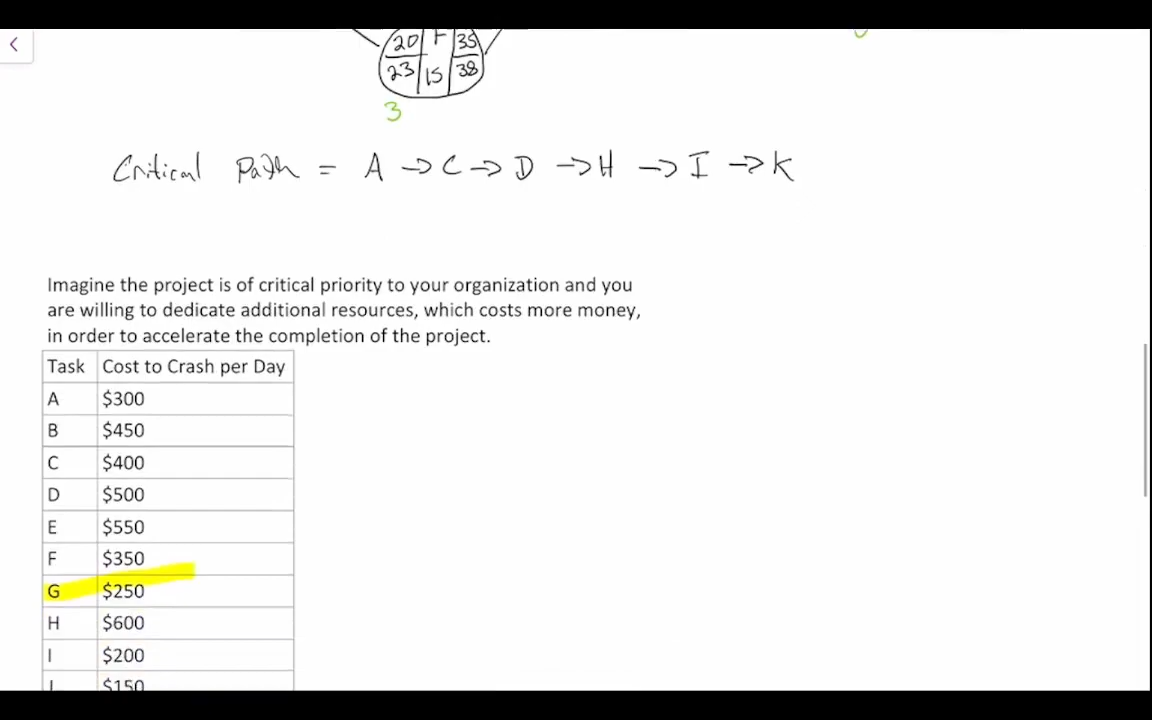 20 F 35
23 15 38
3
Critical Path = A → C → D → H → I → K
Imagine the project is of critical priority to your organization and you
are willing to dedicate additional resources, which costs more money,
in order to accelerate the completion of the project.
Task Cost to Crash per Day
A $300
B $450
C $400
D $500
E $550
F $350
G $250
H $600
I $200
J $150